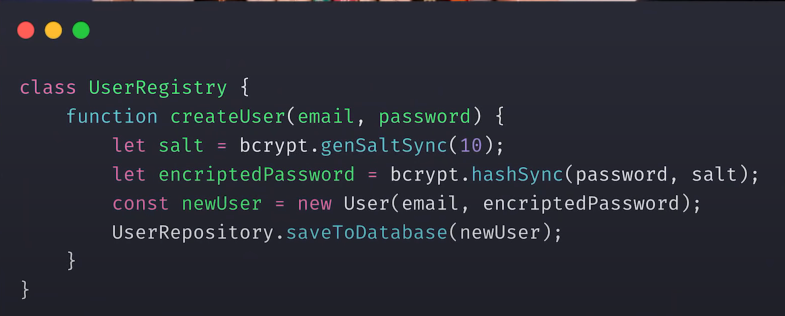 class UserRegistry {
    function createUser(email, password) {
        let salt = bcrypt.genSaltSync(10);
        let encriptedPassword = bcrypt.hashSync(password, salt);
        const newUser = new User(email, encriptedPassword);
        UserRepository.saveToDatabase(newUser);
    }
}